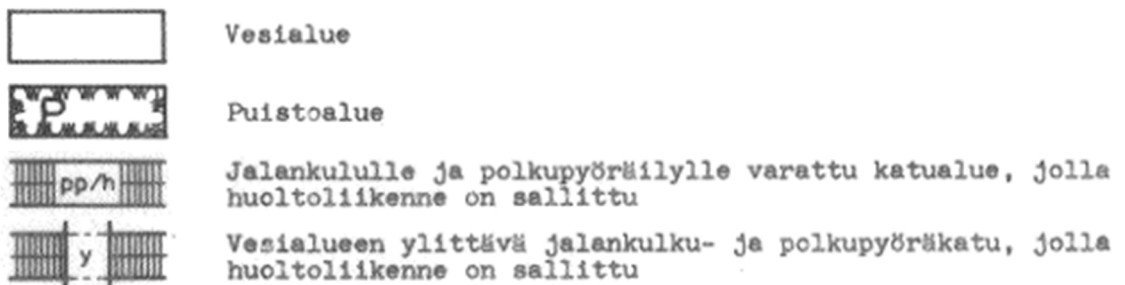 Vesialue
P
Puistoalue
pp/h
Jalankululle ja polkupyöräilylle varattu katualue, jolla
huoltoliikenne on sallittu
y
Vesialueen ylittävä jalankulku- ja polkupyöräkatu, jolla
huoltoliikenne on sallittu